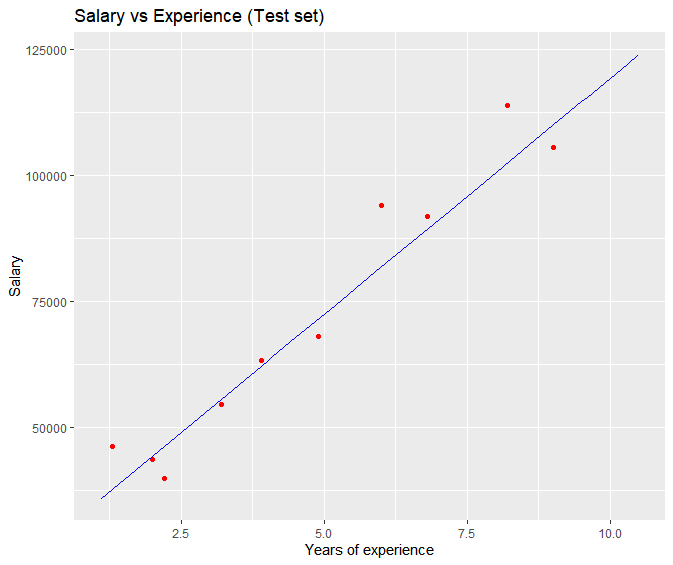 Salary vs Experience (Test set)
125000
100000
75000
50000
Salary
2.5 5.0 7.5 10.0
Years of experience